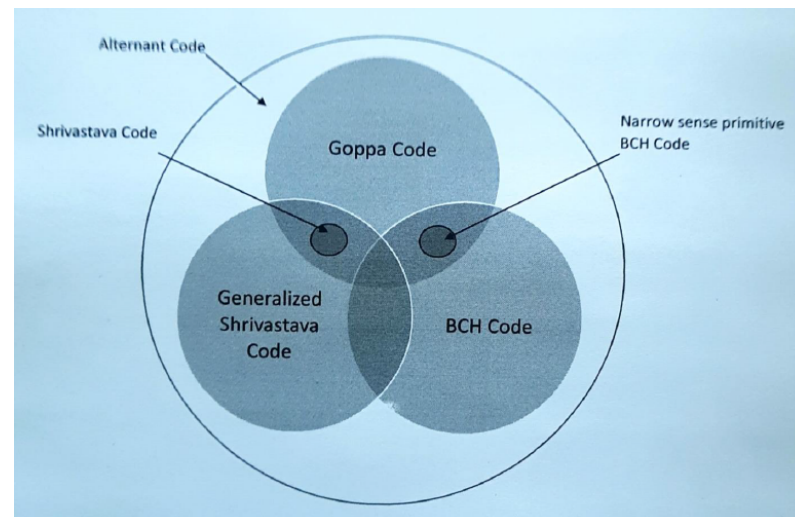 Alternant Code
Shrivastava Code
Narrow sense primitive
BCH Code
Goppa Code
Generalized
Shrivastava
Code
BCH Code